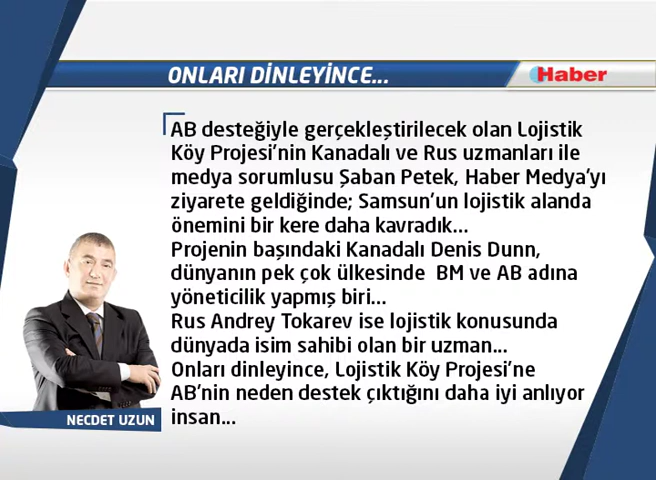 ONLARI DİNLEYİNCE...
Haber
AB desteğiyle gerçekleştirilecek olan Lojistik
Köy Projesi'nin Kanadalı ve Rus uzmanları ile
medya sorumlusu Şaban Petek, Haber Medya'yı
ziyarete geldiğinde; Samsun'un lojistik alanda
önemini bir kere daha kavradık...
Projenin başındaki Kanadalı Denis Dunn,
dünyanın pek çok ülkesinde BM ve AB adına
yöneticilik yapmış biri...
Rus Andrey Tokarev ise lojistik konusunda
dünyada isim sahibi olan bir uzman...
Onları dinleyince, Lojistik Köy Projesi'ne
AB'nin neden destek çıktığını daha iyi anlıyor
insan...
NECDET UZUN